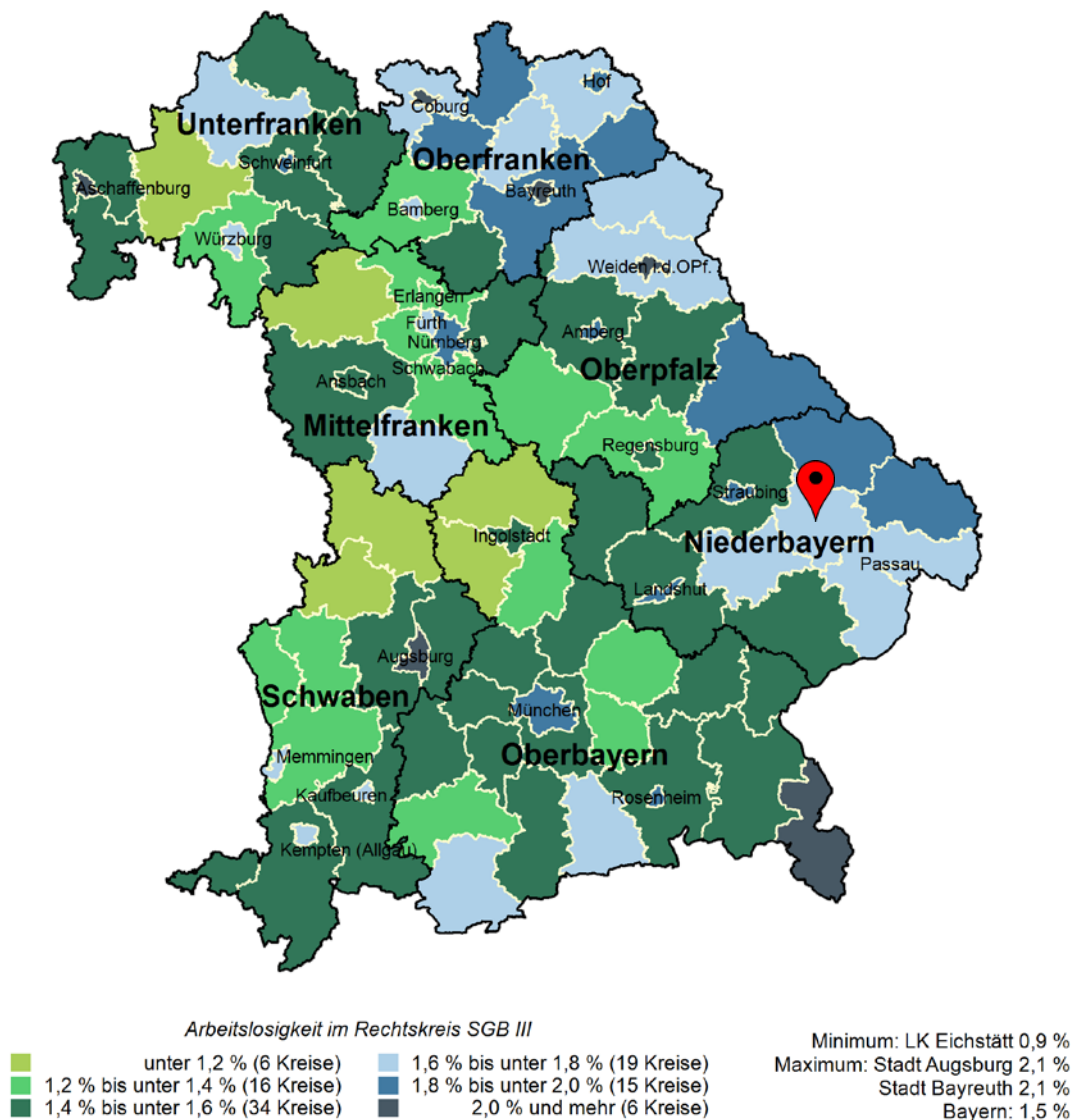 Hof
Coburg
Unterfranken
Oberfranken
Schweinfurt
Aschaffenburg
Bayreuth
Bamberg
Würzburg
Weiden i.d.OPf.
Erlangen
Fürth
Nürnberg
Amberg
Schwabach
Oberpfalz
Ansbach
Mittelfranken
Regensburg
Straubing
Ingolstadt
Niederbayern
Passau
Landshut
Augsburg
Schwaben
München
Oberbayern
Memmingen
Kaufbeuren
Rosenheim
Kempten (Allgäu)
Arbeitslosigkeit im Rechtskreis SGB III
unter 1,2 % (6 Kreise)
1,2 % bis unter 1,4 % (16 Kreise)
1,4 % bis unter 1,6 % (34 Kreise)
1,6 % bis unter 1,8 % (19 Kreise)
1,8 % bis unter 2,0 % (15 Kreise)
2,0 % und mehr (6 Kreise)
Minimum: LK Eichstätt 0,9 %
Maximum: Stadt Augsburg 2,1 %
Stadt Bayreuth 2,1 %
Bayern: 1,5 %